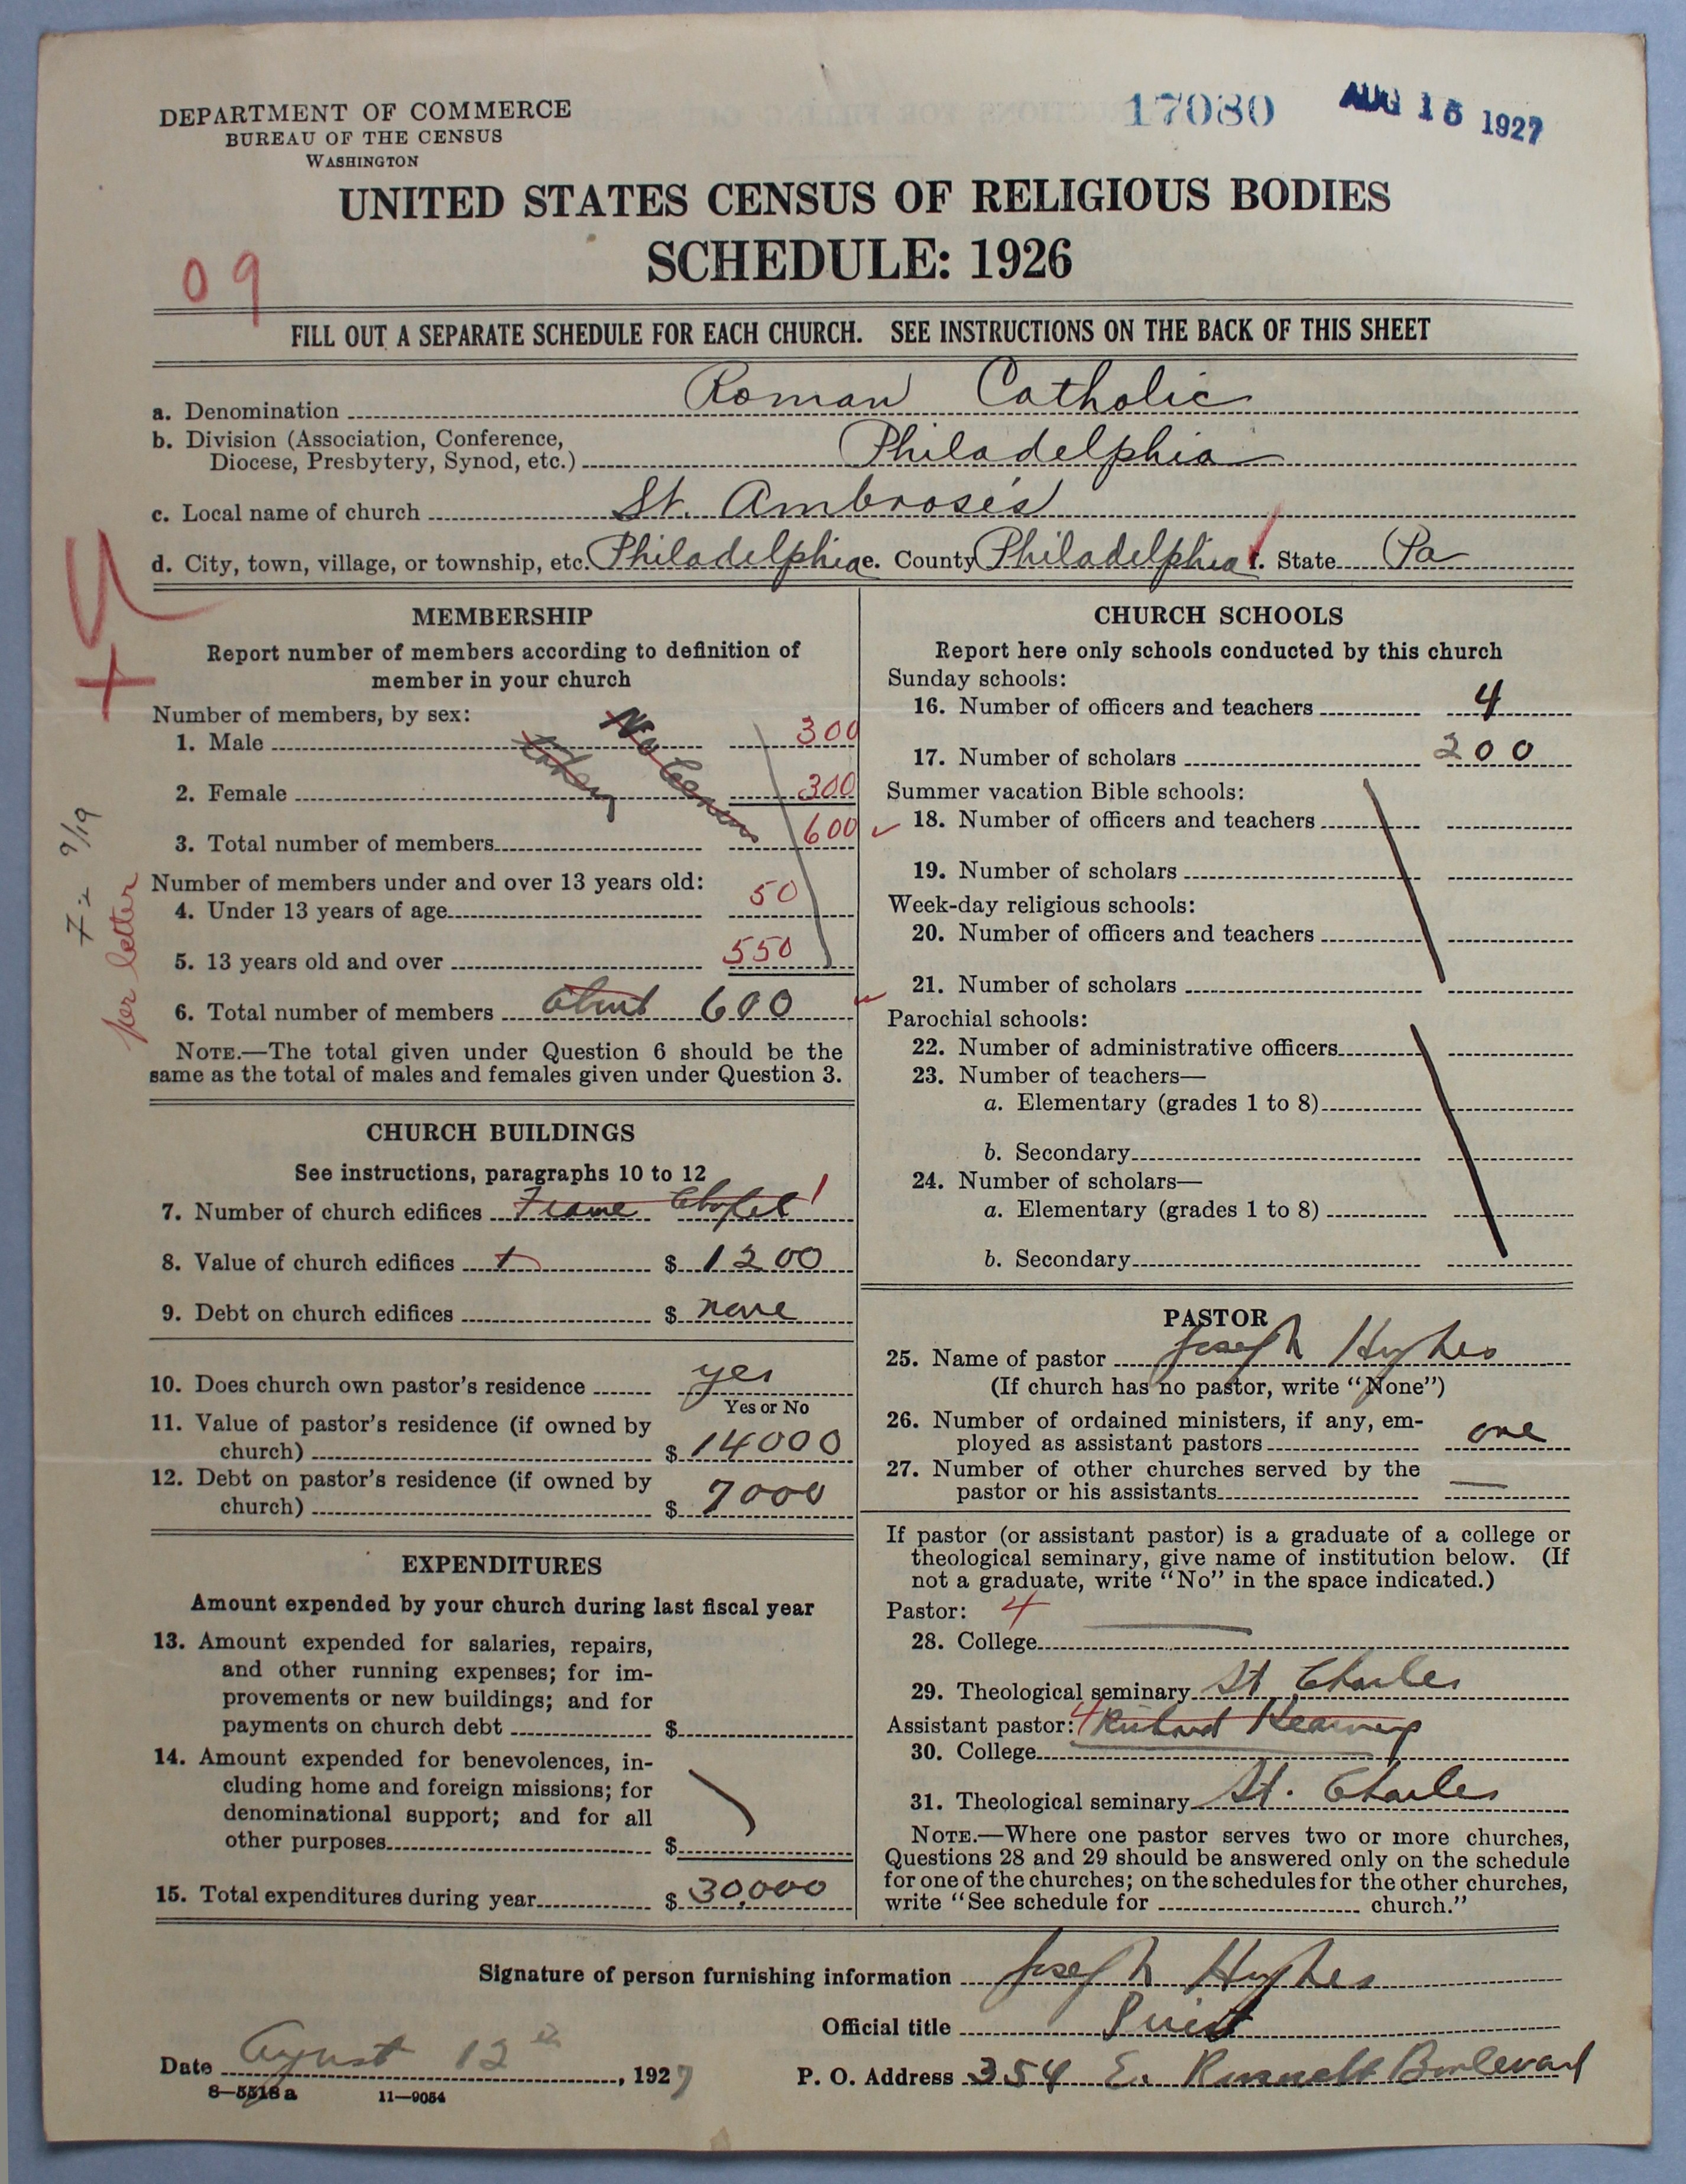 DEPARTMENT OF COMMERCE
BUREAU OF THE CENSUS
WASHINGTON
17080
AUG 15 1927
UNITED STATES CENSUS OF RELIGIOUS BODIES
SCHEDULE: 1926
09
FILL OUT A SEPARATE SCHEDULE FOR EACH CHURCH. SEE INSTRUCTIONS ON THE BACK OF THIS SHEET
a. Denomination Roman Catholic
b. Division (Association, Conference,
Diocese, Presbytery, Synod, etc.) Philadelphia
c. Local name of church St. Ambrose's
d. City, town, village, or township, etc. Philadelphia e. County Philadelphia f. State Pa
MEMBERSHIP
Report number of members according to definition of
member in your church
Number of members, by sex:
No Census
1. Male 300
2. Female 300
3. Total number of members 600
Number of members under and over 13 years old:
4. Under 13 years of age 50
5. 13 years old and over 550
6. Total number of members about 600
NOTE.—The total given under Question 6 should be the
same as the total of males and females given under Question 3.
9/19
per letter
CHURCH BUILDINGS
See instructions, paragraphs 10 to 12
7. Number of church edifices Frame Chapel 1
8. Value of church edifices $ 1200
9. Debt on church edifices $ none
10. Does church own pastor's residence yes
Yes or No
11. Value of pastor's residence (if owned by
church) $ 14000
12. Debt on pastor's residence (if owned by
church) $ 7000
EXPENDITURES
Amount expended by your church during last fiscal year
13. Amount expended for salaries, repairs,
and other running expenses; for im-
provements or new buildings; and for
payments on church debt $
14. Amount expended for benevolences, in-
cluding home and foreign missions; for
denominational support; and for all
other purposes $
15. Total expenditures during year $ 30,000
CHURCH SCHOOLS
Report here only schools conducted by this church
Sunday schools:
16. Number of officers and teachers 4
17. Number of scholars 200
Summer vacation Bible schools:
18. Number of officers and teachers
19. Number of scholars
Week-day religious schools:
20. Number of officers and teachers
21. Number of scholars
Parochial schools:
22. Number of administrative officers
23. Number of teachers—
a. Elementary (grades 1 to 8)
b. Secondary
24. Number of scholars—
a. Elementary (grades 1 to 8)
b. Secondary
PASTOR
25. Name of pastor Joseph Hughes
(If church has no pastor, write "None")
26. Number of ordained ministers, if any, em-
ployed as assistant pastors one
27. Number of other churches served by the
pastor or his assistants —
If pastor (or assistant pastor) is a graduate of a college or
theological seminary, give name of institution below. (If
not a graduate, write "No" in the space indicated.)
Pastor: 4
28. College
29. Theological seminary St Charles
Assistant pastor: 4 Richard
30. College
31. Theological seminary St. Charles
NOTE.—Where one pastor serves two or more churches,
Questions 28 and 29 should be answered only on the schedule
for one of the churches; on the schedules for the other churches,
write "See schedule for church."
Signature of person furnishing information Joseph Hughes
Official title Priest
Date August 12th, 1927 P. O. Address 354 E. Boulevard
8—5518a 11—9054